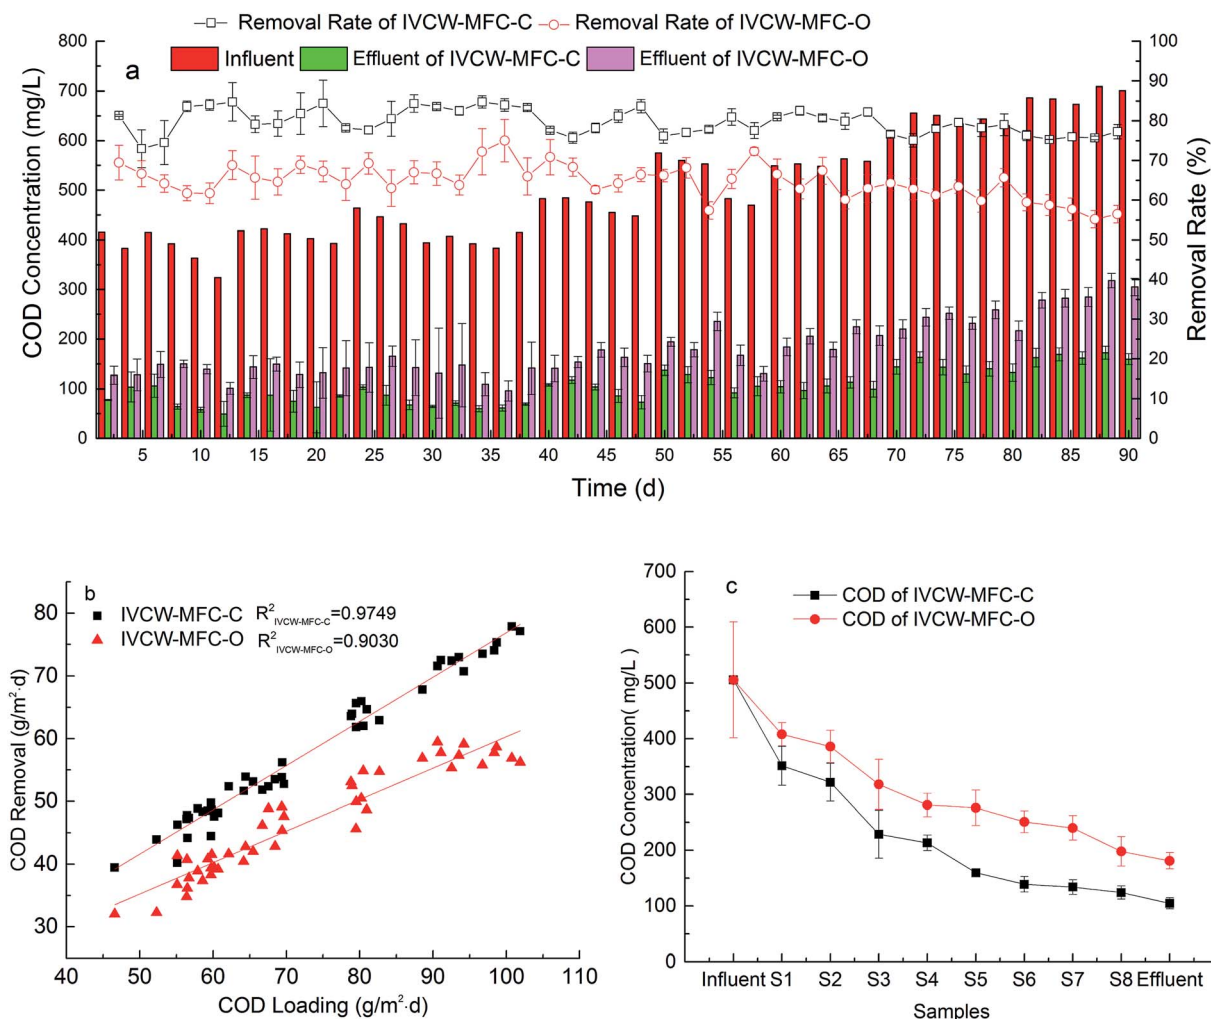 Removal Rate of IVCW-MFC-C Removal Rate of IVCW-MFC-O
Influent Effluent of IVCW-MFC-C Effluent of IVCW-MFC-O
a
COD Concentration (mg/L)
800
700
600
500
400
300
200
100
0
100
90
80
70
60
50
40
30
20
10
0
Removal Rate (%)
5 10 15 20 25 30 35 40 45 50 55 60 65 70 75 80 85 90
Time (d)
b
IVCW-MFC-C R²IVCW-MFC-C=0.9749
IVCW-MFC-O R²IVCW-MFC-O=0.9030
COD Removal (g/m²·d)
80
70
60
50
40
30
40 50 60 70 80 90 100 110
COD Loading (g/m²·d)
c
COD of IVCW-MFC-C
COD of IVCW-MFC-O
COD Concentration( mg/L )
700
600
500
400
300
200
100
0
Influent S1 S2 S3 S4 S5 S6 S7 S8 Effluent
Samples